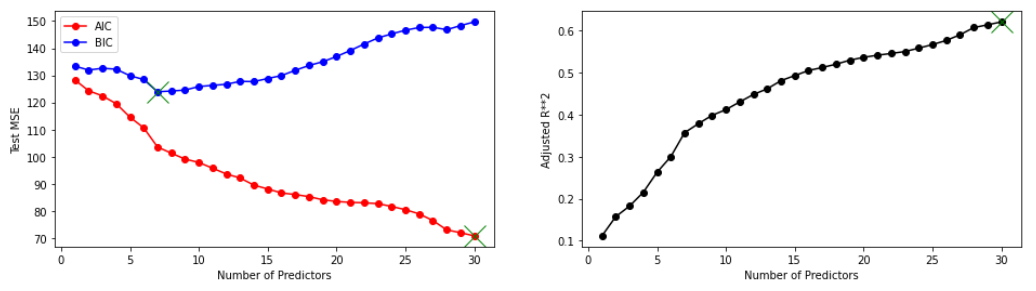 150
140
130
120
110
100
90
80
70
Test MSE
AIC
BIC
0 5 10 15 20 25 30
Number of Predictors
0.6
0.5
0.4
0.3
0.2
0.1
Adjusted R**2
0 5 10 15 20 25 30
Number of Predictors